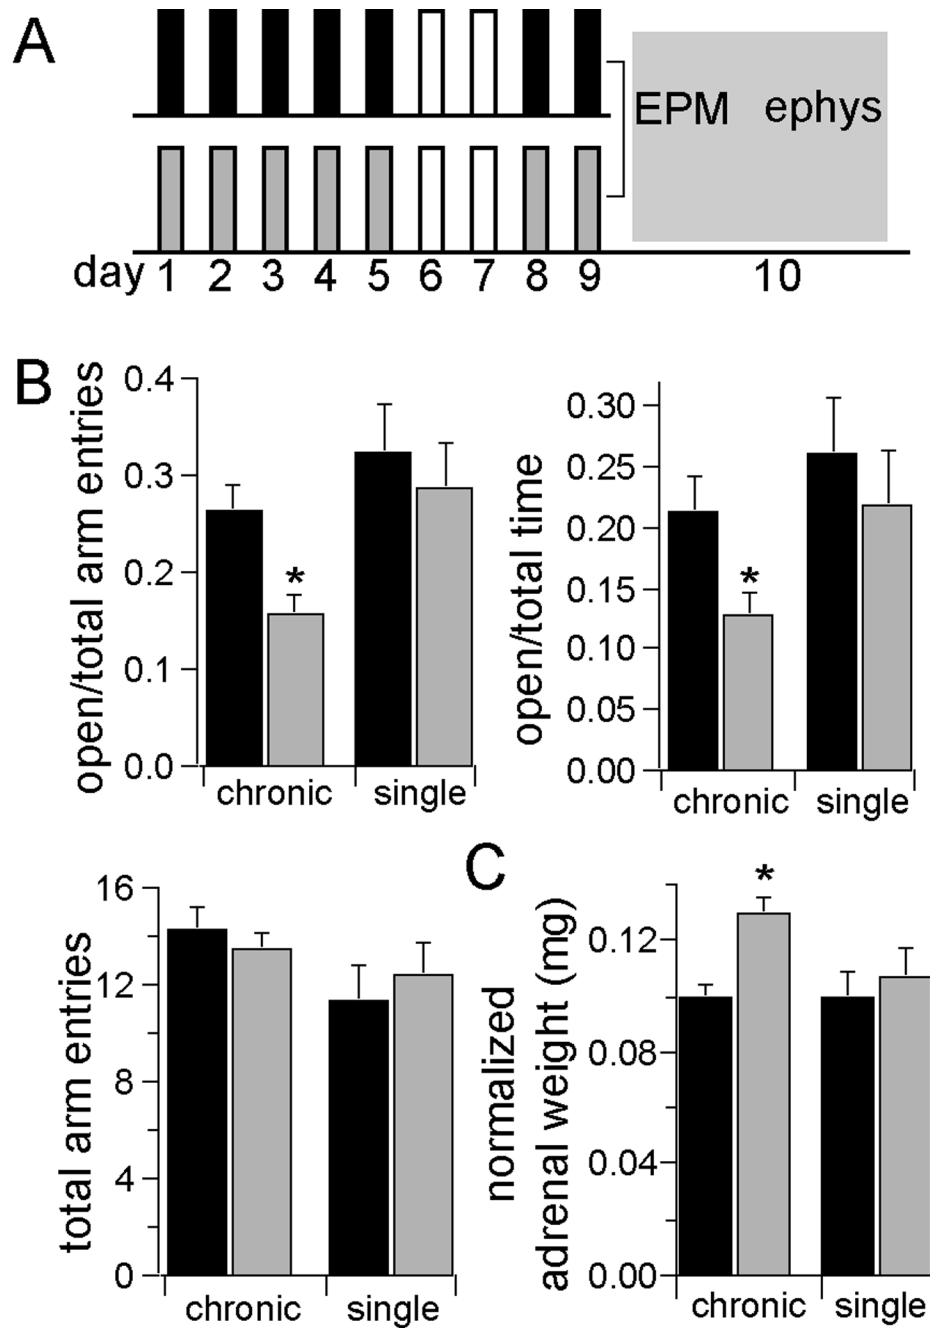 A
EPM ephys
day 1 2 3 4 5 6 7 8 9 10
B
open/total arm entries
0.4
0.3
0.2
0.1
0.0
*
chronic single
open/total time
0.30
0.25
0.20
0.15
0.10
0.05
0.00
*
chronic single
total arm entries
16
12
8
4
0
chronic single
C
normalized
adrenal weight (mg)
0.12
0.08
0.04
0.00
*
chronic single